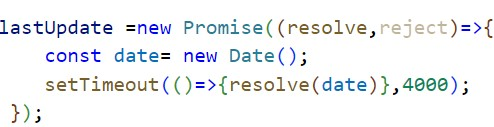 lastUpdate =new Promise((resolve,reject)=>{
const date= new Date();
setTimeout(()=>{resolve(date)},4000);
});